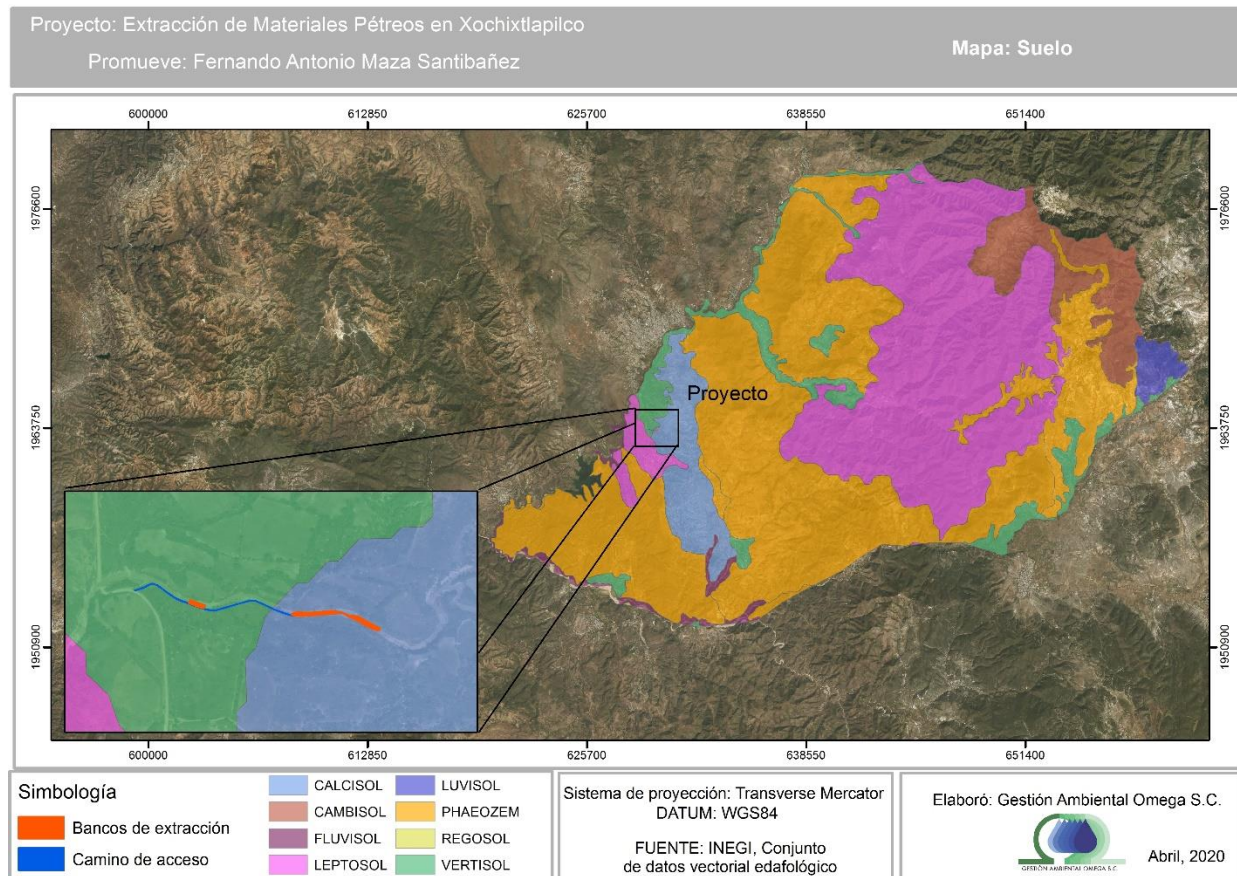 Proyecto: Extracción de Materiales Pétreos en Xochixtlapilco
Promueve: Fernando Antonio Maza Santibañez
Mapa: Suelo
600000 612850 625700 638550 651400
1976600 1976600
1963750 1963750
1950900 1950900
Proyecto
600000 612850 625700 638550 651400
Simbología
Bancos de extracción
Camino de acceso
CALCISOL
CAMBISOL
FLUVISOL
LEPTOSOL
LUVISOL
PHAEOZEM
REGOSOL
VERTISOL
Sistema de proyección: Transverse Mercator
DATUM: WGS84
FUENTE: INEGI, Conjunto
de datos vectorial edafológico
Elaboró: Gestión Ambiental Omega S.C.
GESTIÓN AMBIENTAL OMEGA S.C.
Abril, 2020